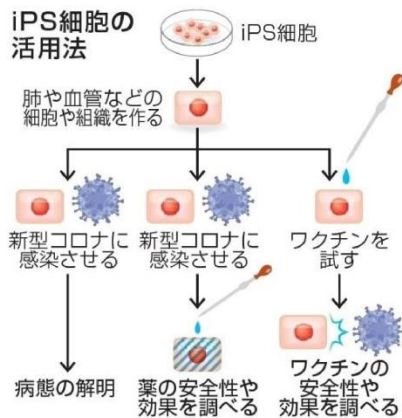 iPS細胞の
活用法
iPS細胞
肺や血管などの
細胞や組織を作る
新型コロナに
感染させる
新型コロナに
感染させる
ワクチンを
試す
病態の解明
薬の安全性や
効果を調べる
ワクチンの
安全性や
効果を調べる